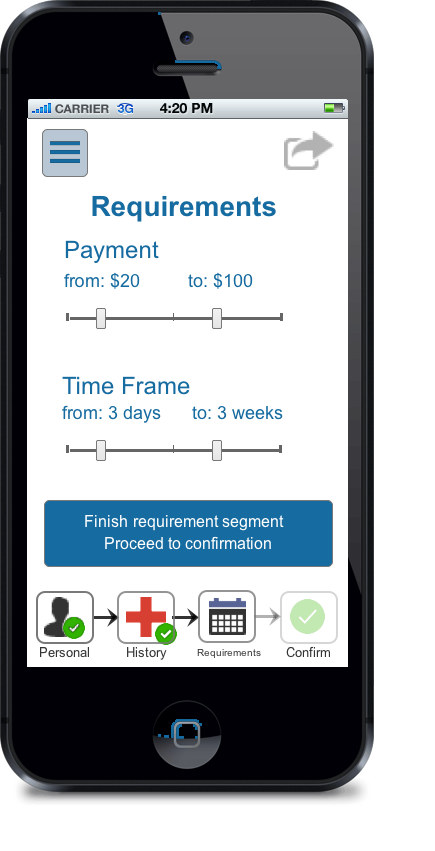 CARRIER 3G 4:20 PM
Requirements
Payment
from: $20 to: $100
Time Frame
from: 3 days to: 3 weeks
Finish requirement segment
Proceed to confirmation
Personal History Requirements Confirm